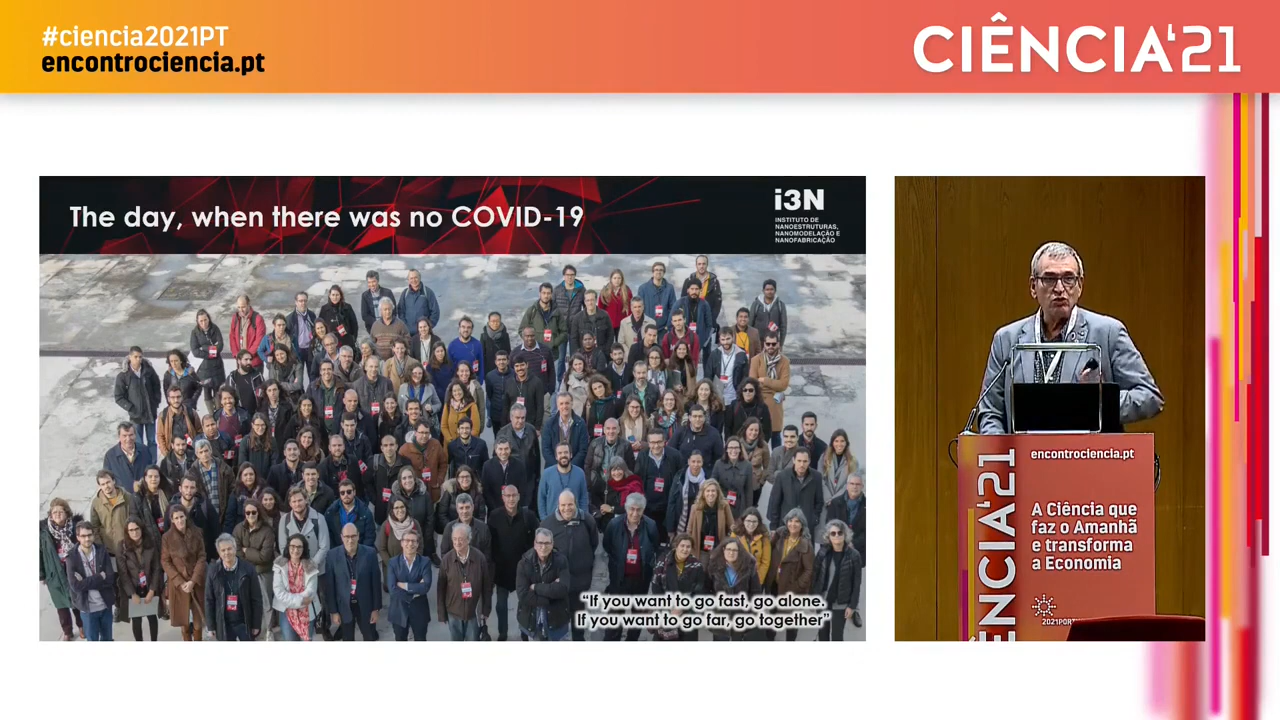 #ciencia2021PT
encontrociencia.pt
CIÊNCIA'21
The day, when there was no COVID-19
i3N
INSTITUTO DE
NANOESTRUTURAS,
NANOMODELAÇÃO E
NANOFABRICAÇÃO
“If you want to go fast, go alone.
If you want to go far, go together”
encontrociencia.pt
A Ciência que
faz o Amanhã
e transforma
a Economia
ÊNCIA'21